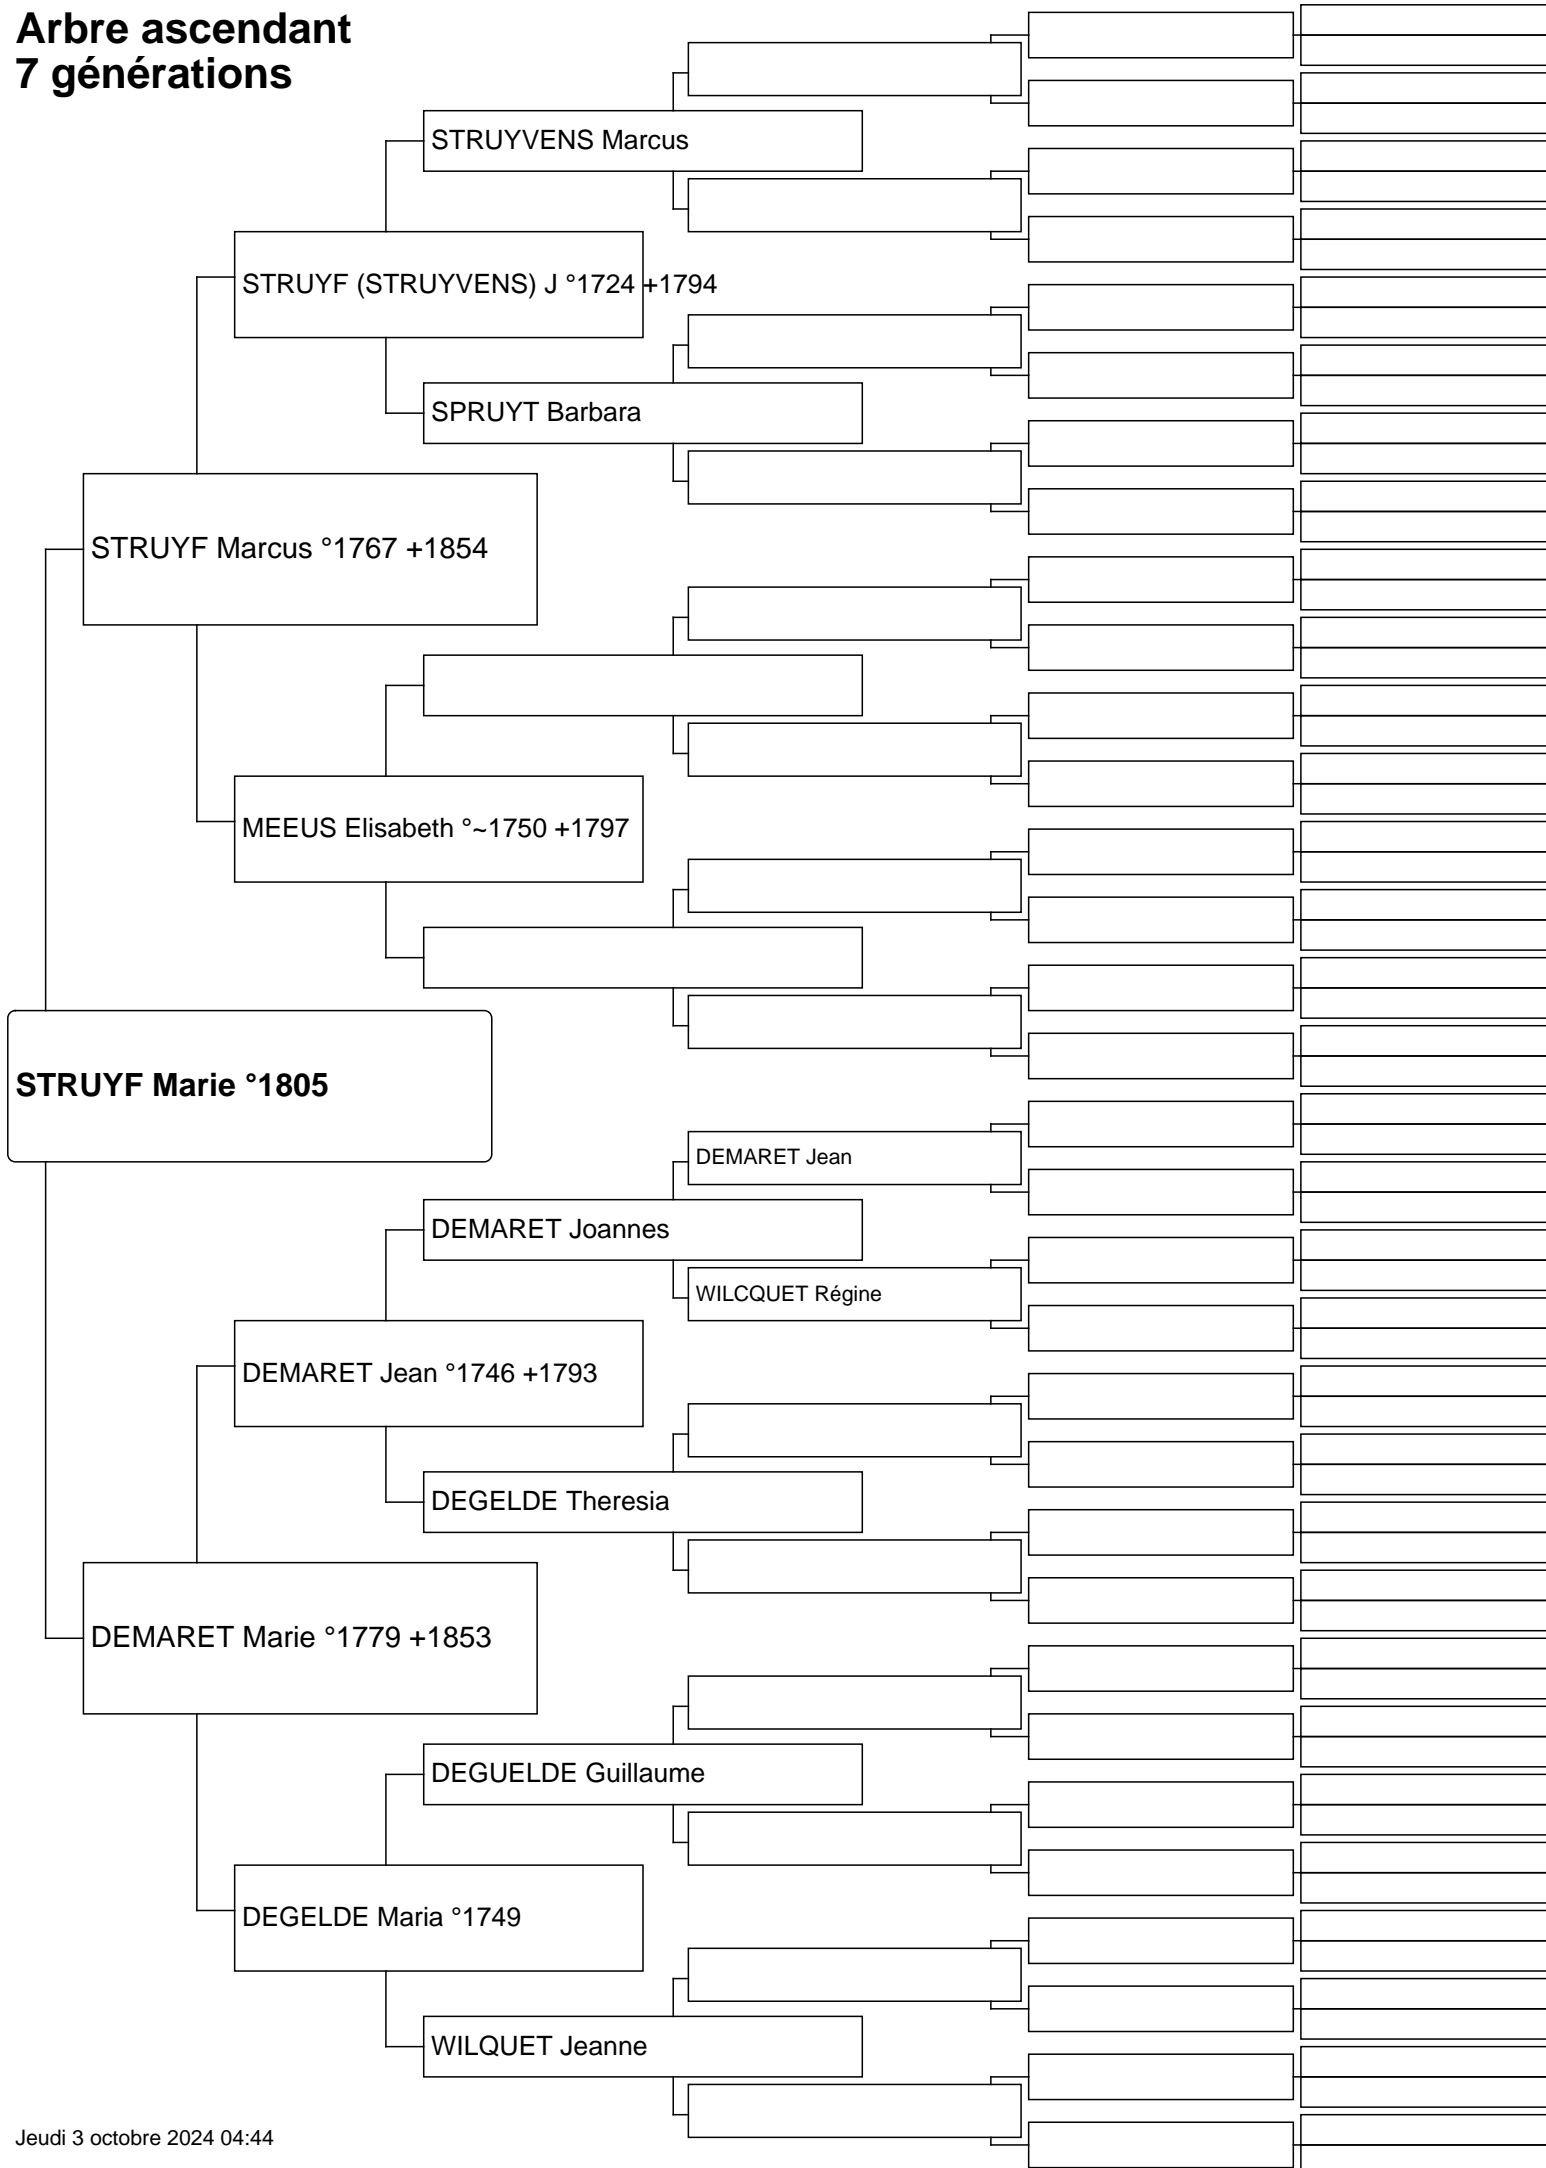 Arbre ascendant
7 générations
STRUYVENS Marcus
STRUYF (STRUYVENS) J °1724 +1794
SPRUYT Barbara
STRUYF Marcus °1767 +1854
MEEUS Elisabeth °~1750 +1797
STRUYF Marie °1805
DEMARET Jean
DEMARET Joannes
WILCQUET Régine
DEMARET Jean °1746 +1793
DEGELDE Theresia
DEMARET Marie °1779 +1853
DEGUELDE Guillaume
DEGELDE Maria °1749
WILQUET Jeanne
Jeudi 3 octobre 2024 04:44